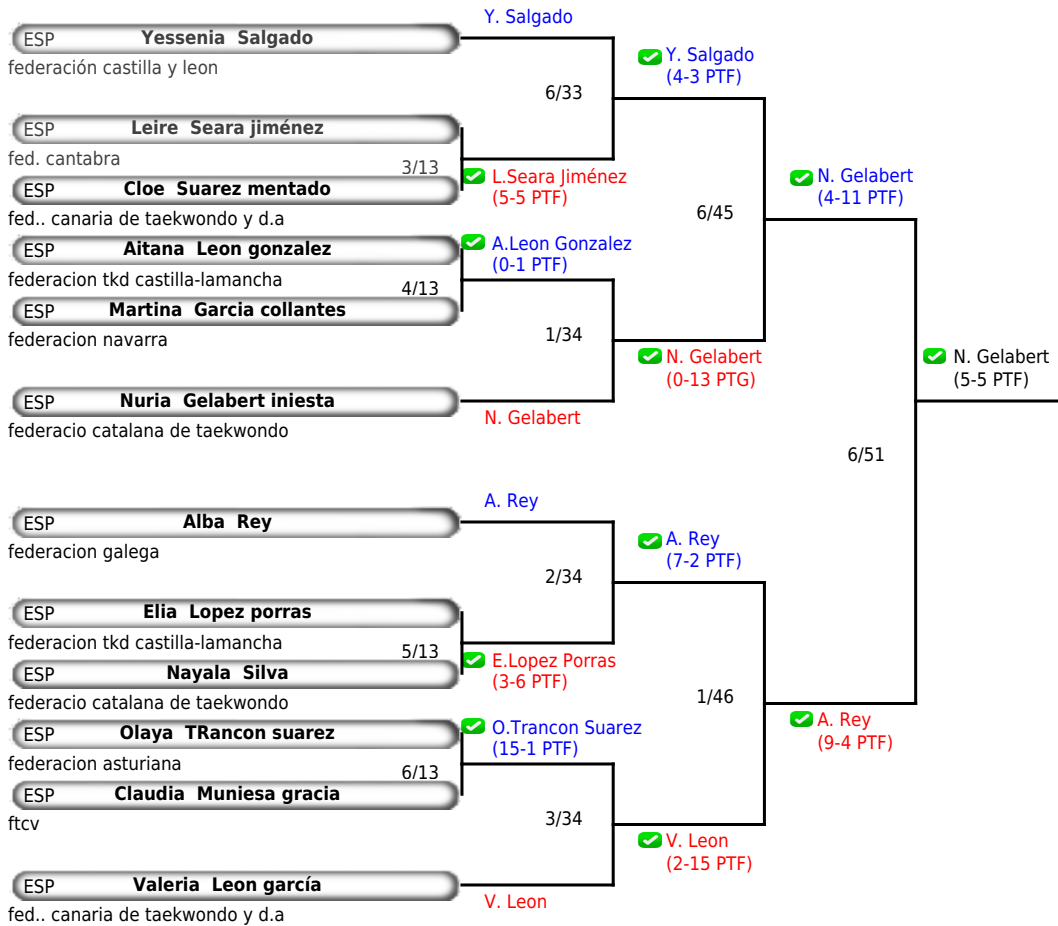 Y. Salgado
ESP Yessenia Salgado
federación castilla y leon
Y. Salgado
(4-3 PTF)
6/33
ESP Leire Seara jiménez
fed. cantabra
3/13
L.Seara Jiménez
(5-5 PTF)
ESP Cloe Suarez mentado
fed.. canaria de taekwondo y d.a
N. Gelabert
(4-11 PTF)
6/45
ESP Aitana Leon gonzalez
A.Leon Gonzalez
(0-1 PTF)
federacion tkd castilla-lamancha
4/13
ESP Martina Garcia collantes
federacion navarra
1/34
N. Gelabert
(0-13 PTG)
N. Gelabert
(5-5 PTF)
ESP Nuria Gelabert iniesta
N. Gelabert
federacio catalana de taekwondo
6/51
A. Rey
ESP Alba Rey
federacion galega
A. Rey
(7-2 PTF)
2/34
ESP Elia Lopez porras
federacion tkd castilla-lamancha
5/13
E.Lopez Porras
(3-6 PTF)
ESP Nayala Silva
federacio catalana de taekwondo
1/46
A. Rey
(9-4 PTF)
ESP Olaya TRancon suarez
O.Trancon Suarez
(15-1 PTF)
federacion asturiana
6/13
ESP Claudia Muniesa gracia
ftcv
3/34
V. Leon
(2-15 PTF)
ESP Valeria Leon garcía
V. Leon
fed.. canaria de taekwondo y d.a